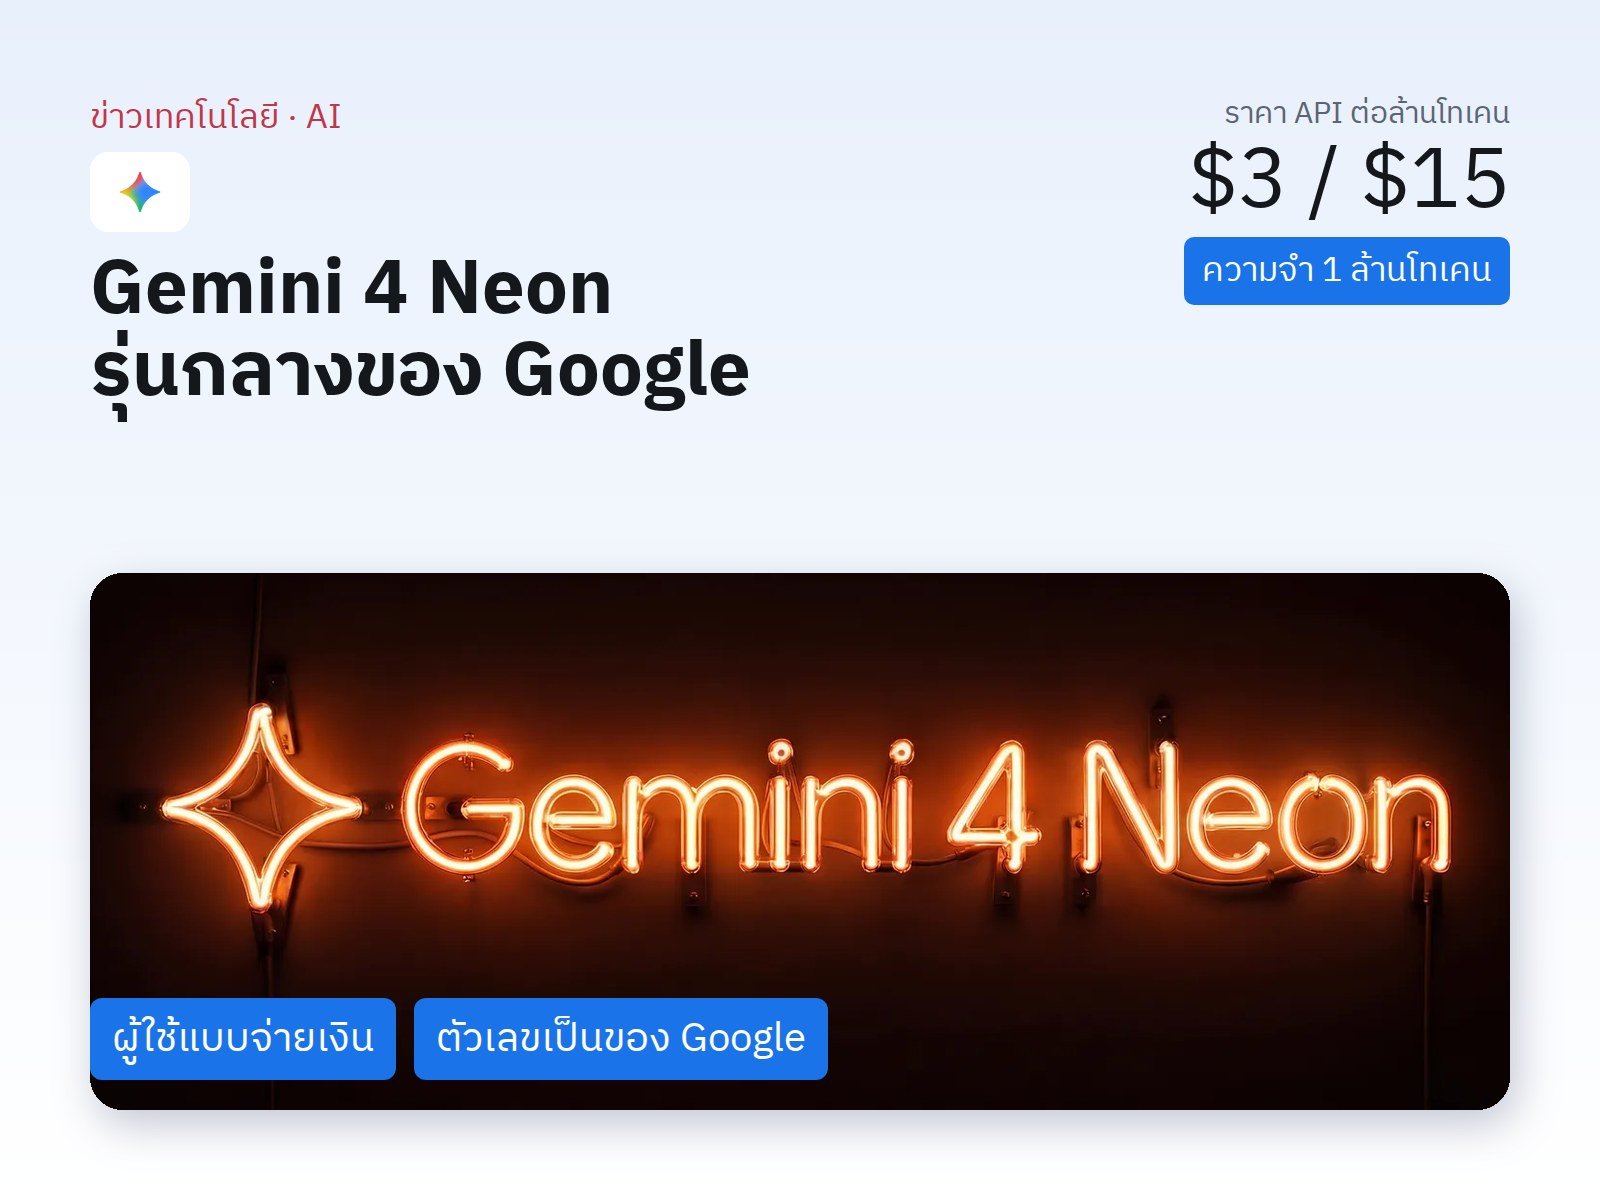 ข่าวเทคโนโลยี · AI
Gemini 4 Neon
รุ่นกลางของ Google
ราคา API ต่อล้านโทเคน
$3 / $15
ความจำ 1 ล้านโทเคน
Gemini 4 Neon
ผู้ใช้แบบจ่ายเงิน
ตัวเลขเป็นของ Google